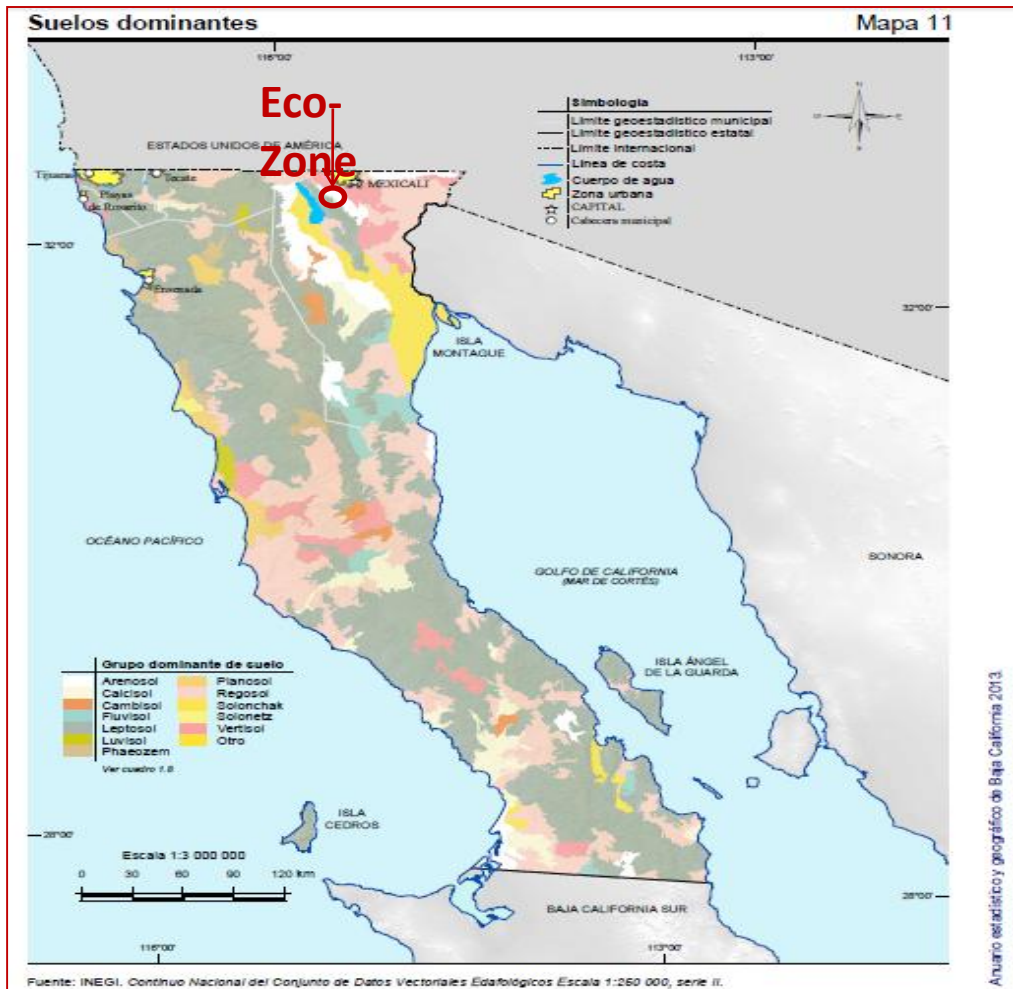 Suelos dominantes
Mapa 11
116°00'
113°00'
Eco-
Zone
ESTADOS UNIDOS DE AMÉRICA
Simbología
Límite geoestadístico municipal
Límite geoestadístico estatal
Límite internacional
Línea de costa
Cuerpo de agua
Zona urbana
CAPITAL
Cabecera municipal
Tijuana
Tecate
MEXICALI
Playas
de Rosarito
32°00'
32°00'
Ensenada
ISLA
MONTAGUE
OCÉANO PACÍFICO
GOLFO DE CALIFORNIA
(MAR DE CORTÉS)
SONORA
ISLA ÁNGEL
DE LA GUARDA
Grupo dominante de suelo
Arenosol
Calcisol
Cambisol
Fluvisol
Leptosol
Luvisol
Phaeozem
Planosol
Regosol
Solonchak
Solonetz
Vertisol
Otro
Ver cuadro 1.8
ISLA
CEDROS
28°00'
28°00'
Escala 1:3 000 000
0 30 60 90 120 km
BAJA CALIFORNIA SUR
116°00'
113°00'
Fuente: INEGI. Continuo Nacional del Conjunto de Datos Vectoriales Edafológicos Escala 1:250 000, serie II.
Anuario estadístico y geográfico de Baja California 2013.